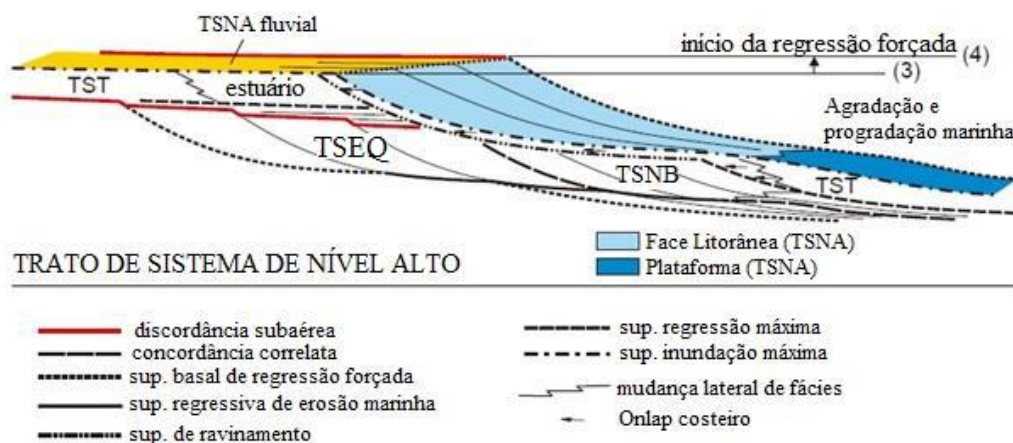 TSNA fluvial
início da regressão forçada
(4)
(3)
TST
estuário
Agradação e
progradação marinha
TSEQ
TSNB
TST
TRATO DE SISTEMA DE NÍVEL ALTO
Face Litorânea (TSNA)
Plataforma (TSNA)
discordância subaérea
concordância correlata
sup. basal de regressão forçada
sup. regressiva de erosão marinha
sup. de ravinamento
sup. regressão máxima
sup. inundação máxima
mudança lateral de fácies
Onlap costeiro